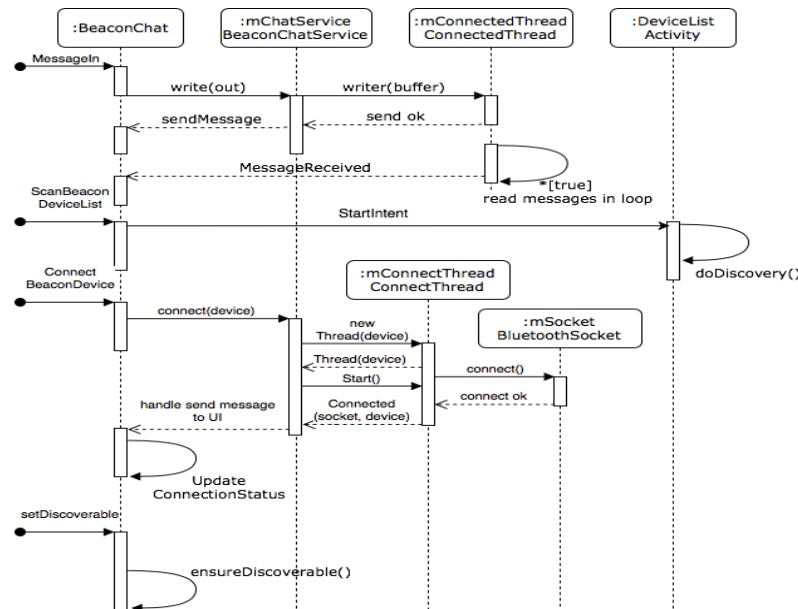 :BeaconChat
:mChatService
BeaconChatService
:mConnectedThread
ConnectedThread
:DeviceList
Activity
MessageIn
write(out)
writer(buffer)
sendMessage
send ok
MessageReceived
*[true]
read messages in loop
ScanBeacon
DeviceList
StartIntent
doDiscovery()
Connect
BeaconDevice
:mConnectThread
ConnectThread
:mSocket
BluetoothSocket
connect(device)
new
Thread(device)
Thread(device)
connect()
Start()
connect ok
handle send message
to UI
Connected
(socket, device)
Update
ConnectionStatus
setDiscoverable
ensureDiscoverable()